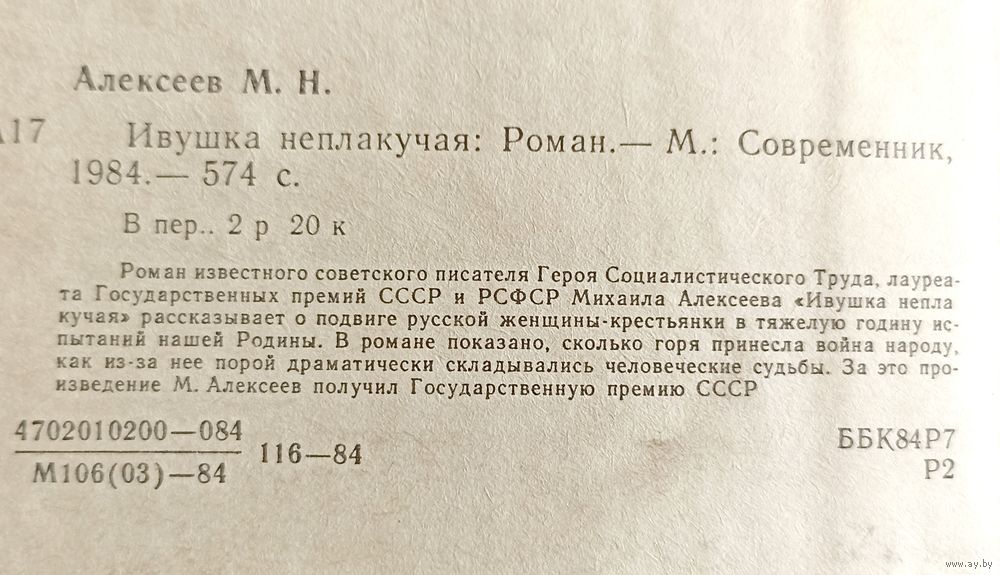 Алексеев М. Н.
А17 Ивушка неплакучая: Роман.— М.: Современник,
1984.— 574 с.
В пер.. 2 р 20 к
Роман известного советского писателя Героя Социалистического Труда, лауреа-
та Государственных премий СССР и РСФСР Михаила Алексеева «Ивушка непла
кучая» рассказывает о подвиге русской женщины-крестьянки в тяжелую годину ис-
пытаний нашей Родины. В романе показано, сколько горя принесла война народу,
как из-за нее порой драматически складывались человеческие судьбы. За это про-
изведение М. Алексеев получил Государственную премию СССР
4702010200—084
М106(03)—84
116—84
ББК84Р7
Р2
www.ay.by